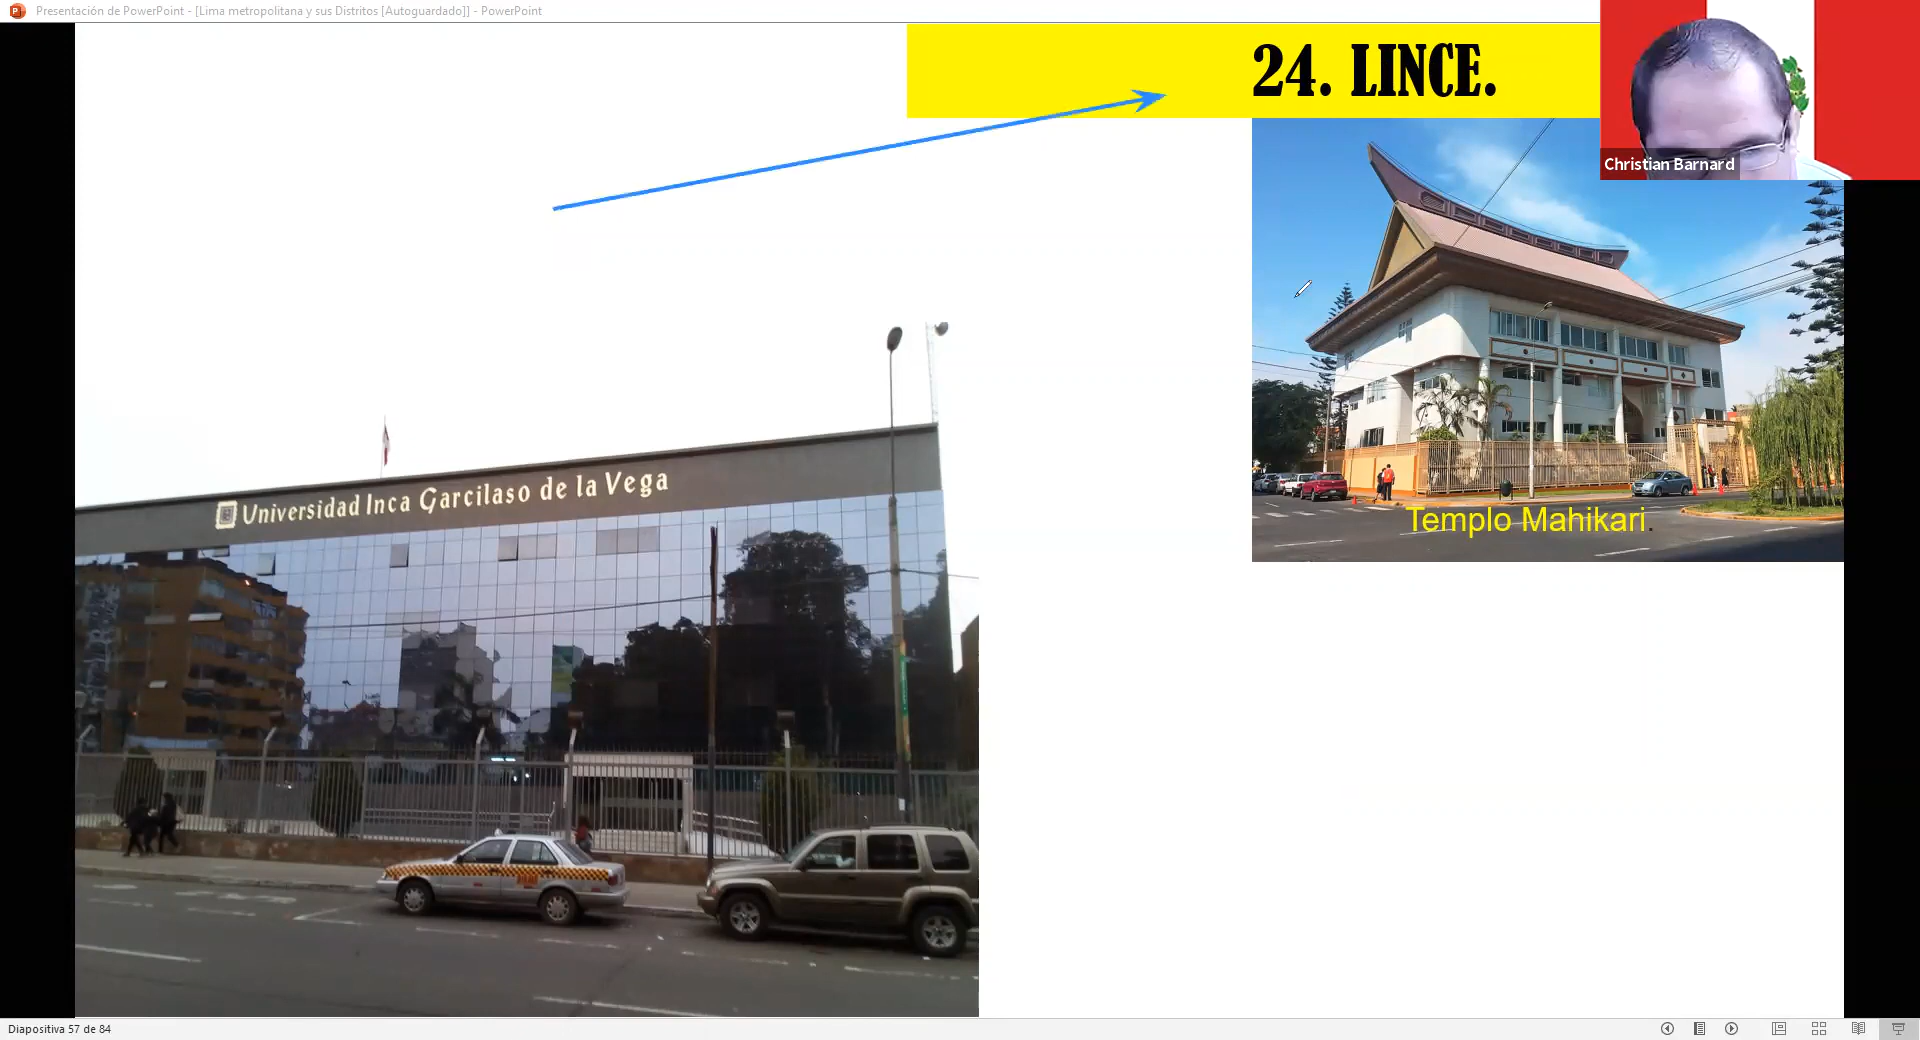 Presentación de PowerPoint - [Lima metropolitana y sus Distritos [Autoguardado]] - PowerPoint
24. LINCE.
Christian Barnard
Universidad Inca Garcilaso de la Vega
Templo Mahikari.
Diapositiva 57 de 84